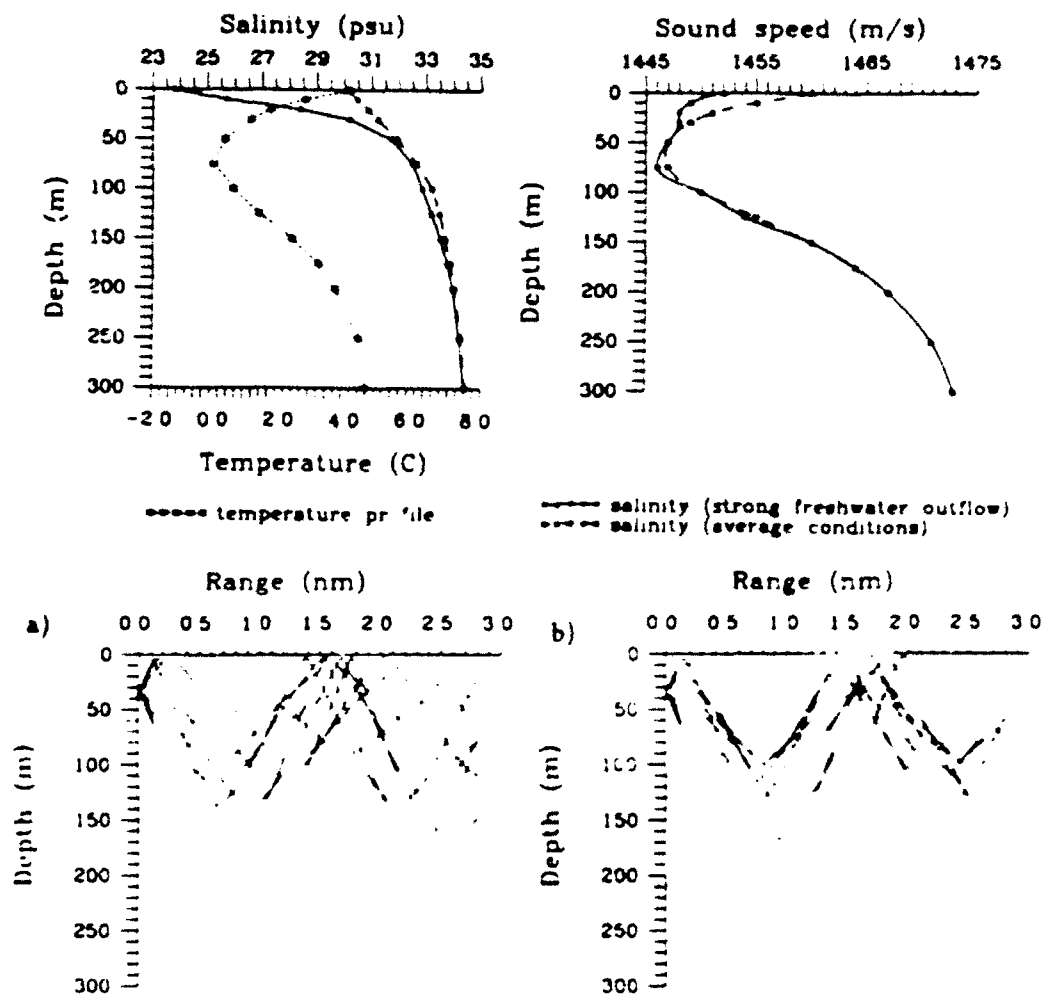 Salinity (psu)
23 25 27 29 31 33 35
0
50
100
150
200
250
300
Depth (m)
-2.0 0.0 2.0 4.0 6.0 8.0
Temperature (C)
temperature pr file
Sound speed (m/s)
1445 1455 1465 1475
0
50
100
150
200
250
300
Depth (m)
salinity (strong freshwater outflow)
salinity (average conditions)
a)
Range (nm)
0.0 0.5 1.0 1.5 2.0 2.5 3.0
0
50
100
150
200
250
300
Depth (m)
b)
Range (nm)
0.0 0.5 1.0 1.5 2.0 2.5 3.0
0
50
100
150
200
250
300
Depth (m)